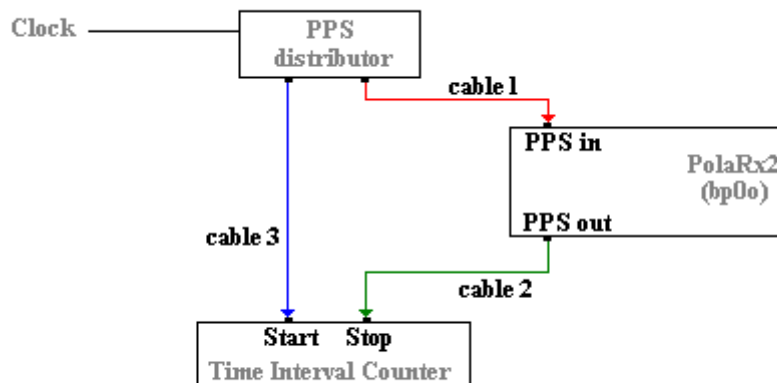 Clock
PPS
distributor
cable 1
PPS in
PolaRx2
(bp0o)
PPS out
cable 3
cable 2
Start
Stop
Time Interval Counter